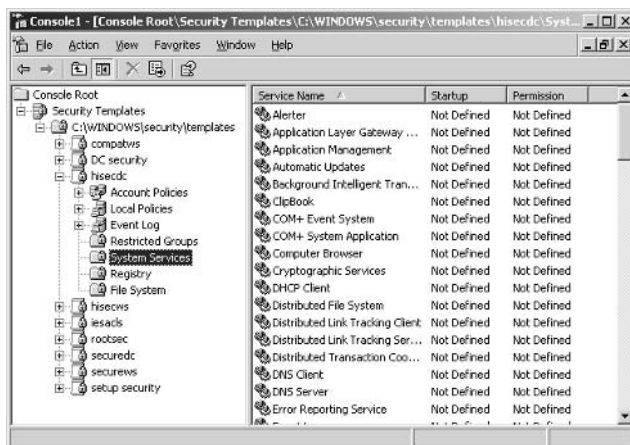 Console1 - [Console Root\Security Templates\C:\WINDOWS\security\templates\hisecdc\Syst...
File Action View Favorites Window Help
Console Root
Security Templates
C:\WINDOWS\security\templates
compatws
DC security
hisecdc
Account Policies
Local Policies
Event Log
Restricted Groups
System Services
Registry
File System
hisecws
iesacls
rootsec
securedc
securews
setup security
Service Name Startup Permission
Alerter Not Defined Not Defined
Application Layer Gateway ... Not Defined Not Defined
Application Management Not Defined Not Defined
Automatic Updates Not Defined Not Defined
Background Intelligent Tran... Not Defined Not Defined
ClipBook Not Defined Not Defined
COM+ Event System Not Defined Not Defined
COM+ System Application Not Defined Not Defined
Computer Browser Not Defined Not Defined
Cryptographic Services Not Defined Not Defined
DHCP Client Not Defined Not Defined
Distributed File System Not Defined Not Defined
Distributed Link Tracking Client Not Defined Not Defined
Distributed Link Tracking Ser... Not Defined Not Defined
Distributed Transaction Coo... Not Defined Not Defined
DNS Client Not Defined Not Defined
DNS Server Not Defined Not Defined
Error Reporting Service Not Defined Not Defined